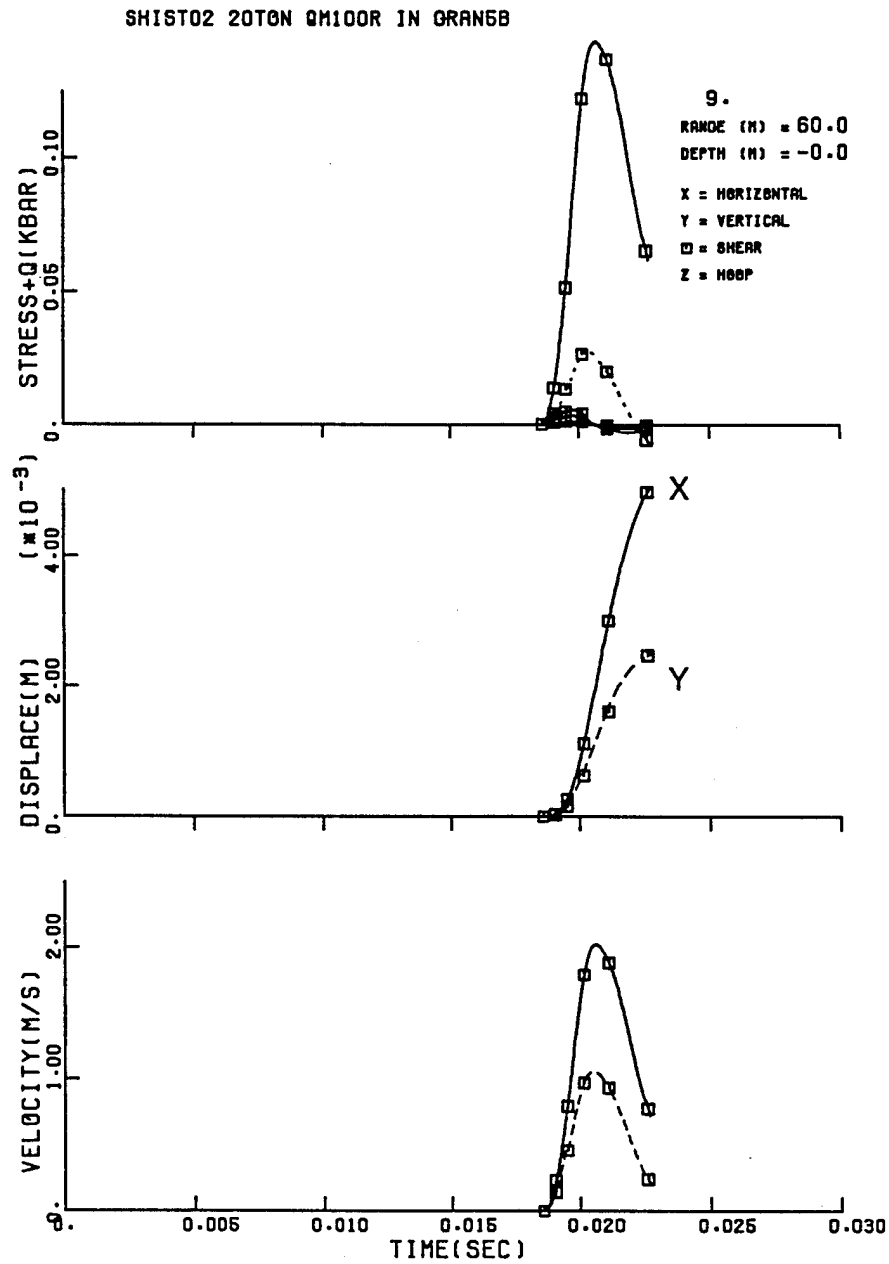 SHIST02 20TON QM100R IN GRAN5B
9.
RANGE (M) = 60.0
DEPTH (M) = -0.0
X = HORIZONTAL
Y = VERTICAL
□ = SHEAR
Z = HOOP
STRESS+Q(KBAR)
0.10
0.05
0.
DISPLACE(M) (*10⁻³)
4.00
2.00
0.
X
Y
VELOCITY(M/S)
2.00
1.00
0.
0. 0.005 0.010 0.015 0.020 0.025 0.030
TIME(SEC)